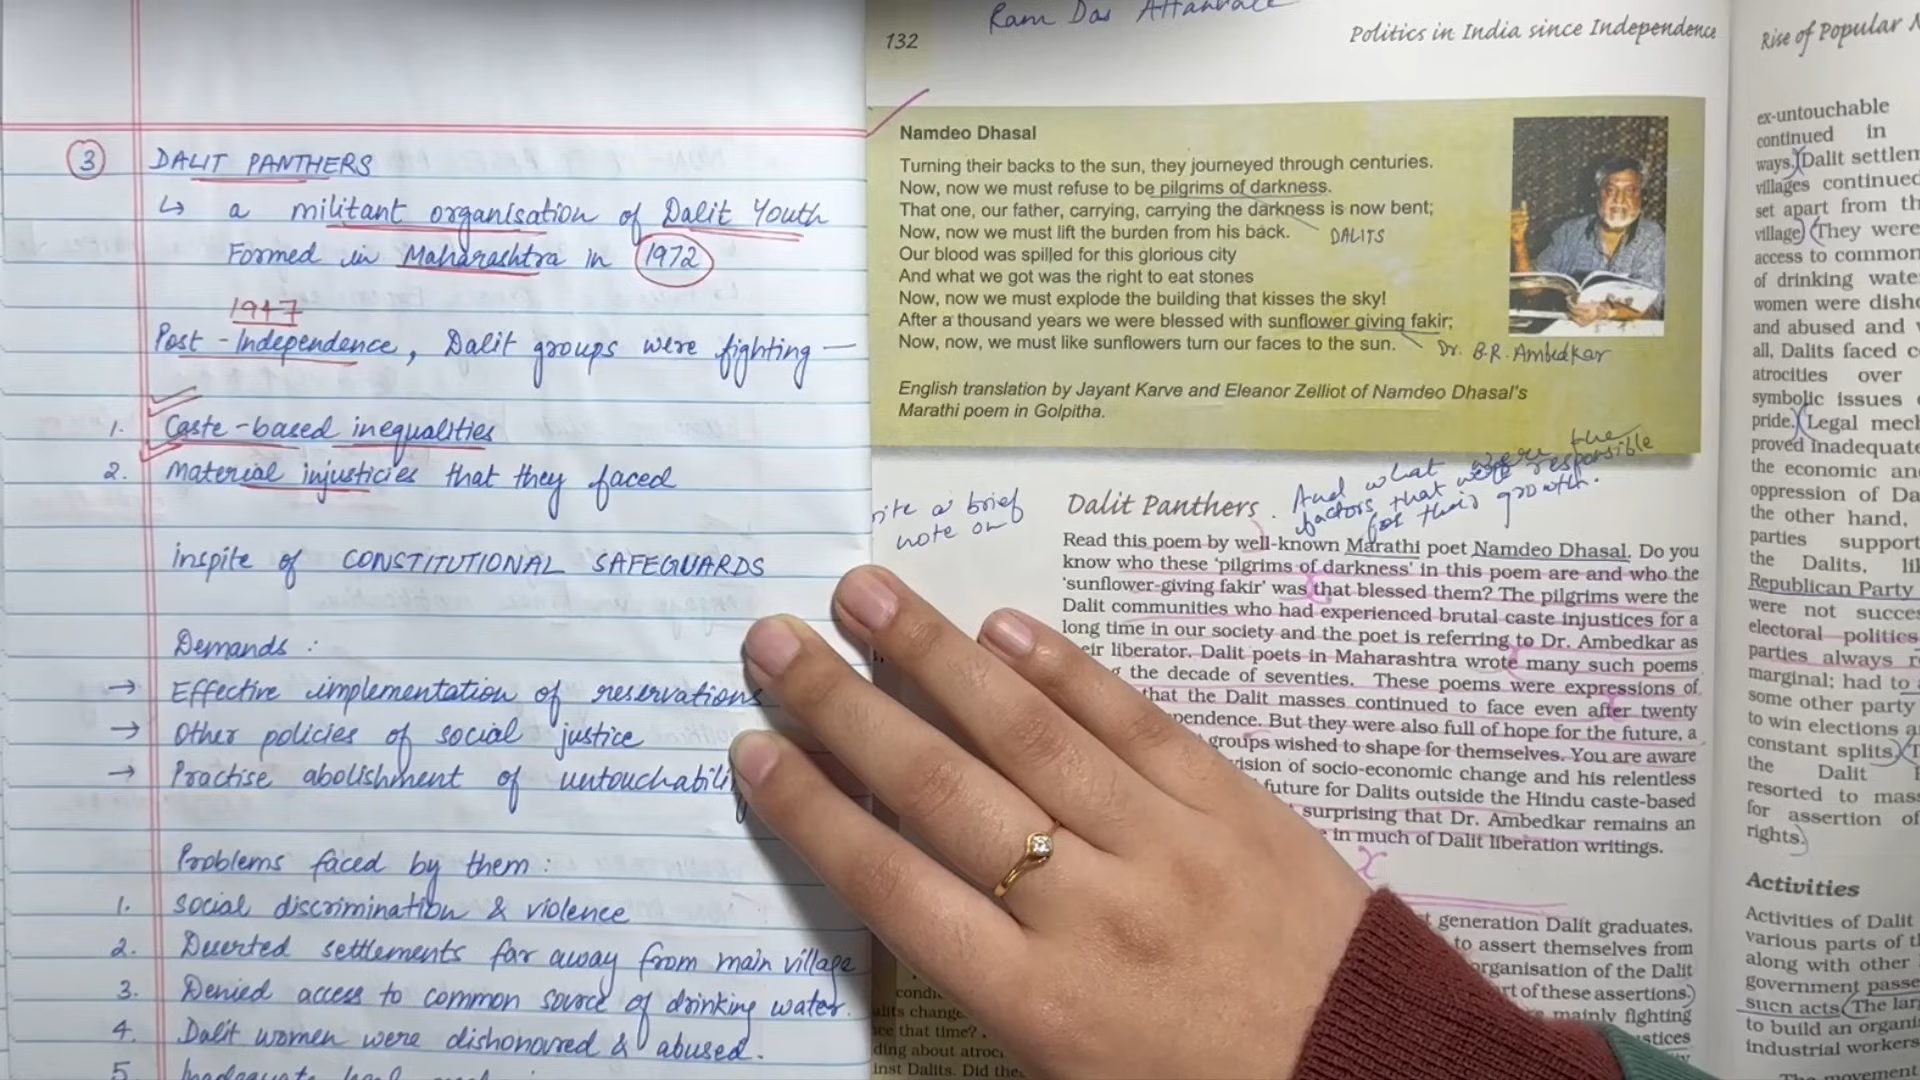 3 DALIT PANTHERS
↳ a militant organisation of Dalit Youth
Formed in Maharashtra in 1972
1947
Post-Independence, Dalit groups were fighting —
1. Caste-based inequalities
2. Material injusticies that they faced
inspite of CONSTITUTIONAL SAFEGUARDS
Demands :
→ Effective implementation of reservations
→ Other policies of social justice
→ Practise abolishment of
Problems faced by them :
1. Social discrimination & violence
2. Deserted settlements far away from main village
3. Denied access to common source of drinking water.
4. Dalit women were dishonoured & abused.
5.
Ram Das
132
Politics in India since Independence
Namdeo Dhasal
Turning their backs to the sun, they journeyed through centuries.
Now, now we must refuse to be pilgrims of darkness.
That one, our father, carrying, carrying the darkness is now bent;
Now, now we must lift the burden from his back.
DALITS
Our blood was spilled for this glorious city
And what we got was the right to eat stones
Now, now we must explode the building that kisses the sky!
After a thousand years we were blessed with sunflower giving fakir;
Now, now, we must like sunflowers turn our faces to the sun.
Dr. B.R. Ambedkar
English translation by Jayant Karve and Eleanor Zelliot of Namdeo Dhasal's
Marathi poem in Golpitha.
a brief
note on
Dalit Panthers
. And what were the
factors that were responsible
for their growth.
Read this poem by well-known Marathi poet Namdeo Dhasal. Do you
know who these 'pilgrims of darkness' in this poem are and who the
'sunflower-giving fakir' was that blessed them? The pilgrims were the
Dalit communities who had experienced brutal caste injustices for a
long time in our society and the poet is referring to Dr. Ambedkar as
liberator. Dalit poets in Maharashtra wrote many such poems
the decade of seventies. These poems were expressions of
that the Dalit masses continued to face even after twenty
But they were also full of hope for the future, a
groups wished to shape for themselves. You are aware
of socio-economic change and his relentless
future for Dalits outside the Hindu caste-based
surprising that Dr. Ambedkar remains an
in much of Dalit liberation writings.
generation Dalit graduates,
to assert themselves from
organisation of the Dalit
of these assertions.
mainly fighting
change
that time?
about
Dalits. Did
Rise of Popular
ex-untouchable
continued in
ways. Dalit
villages continued
set apart from
village. They were
access to common
of drinking
women were
and abused and
all, Dalits faced
atrocities over
symbolic issues
pride. Legal
proved inadequate
the economic
oppression of
the other hand,
parties
the Dalits,
Republican Party
were not
electoral politics
parties always
marginal; had to
some other party
to win elections
constant splits.
the Dalit
resorted to
for assertion of
rights.
Activities
Activities of Dalit
various parts of
along with other
government
such acts. The
to build an
industrial workers
movement